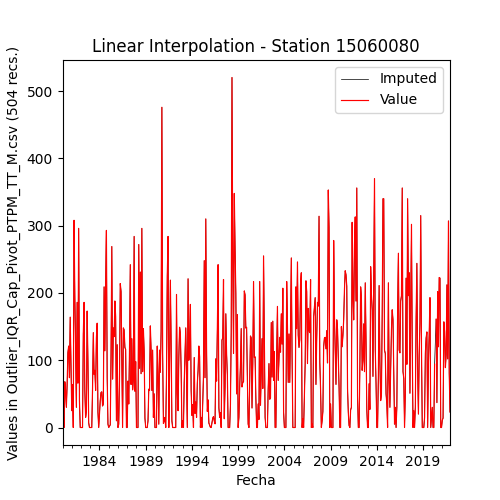 Linear Interpolation - Station 15060080
Imputed
Value
Values in Outlier_IQR_Cap_Pivot_PTPM_TT_M.csv (504 recs.)
500
400
300
200
100
0
1984 1989 1994 1999 2004 2009 2014 2019
Fecha